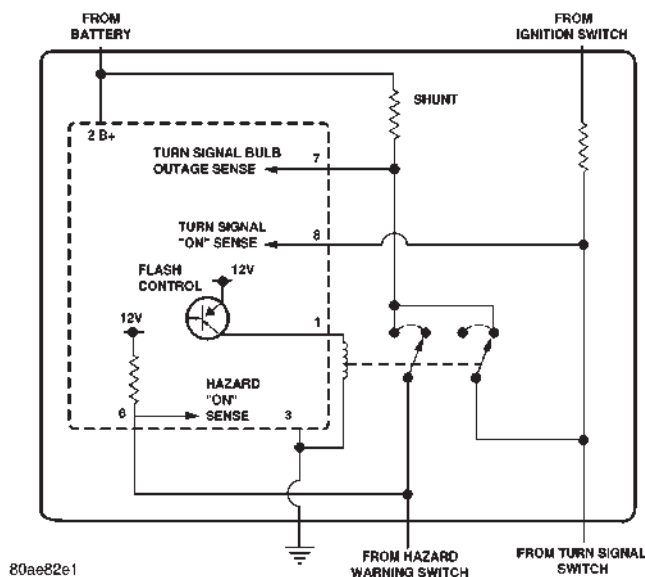 FROM
BATTERY
FROM
IGNITION SWITCH
SHUNT
2 B+
TURN SIGNAL BULB
OUTAGE SENSE
7
TURN SIGNAL
"ON" SENSE
8
FLASH
CONTROL
12V
1
12V
HAZARD
"ON"
SENSE
6
3
FROM HAZARD
WARNING SWITCH
FROM TURN SIGNAL
SWITCH
80ae82e1